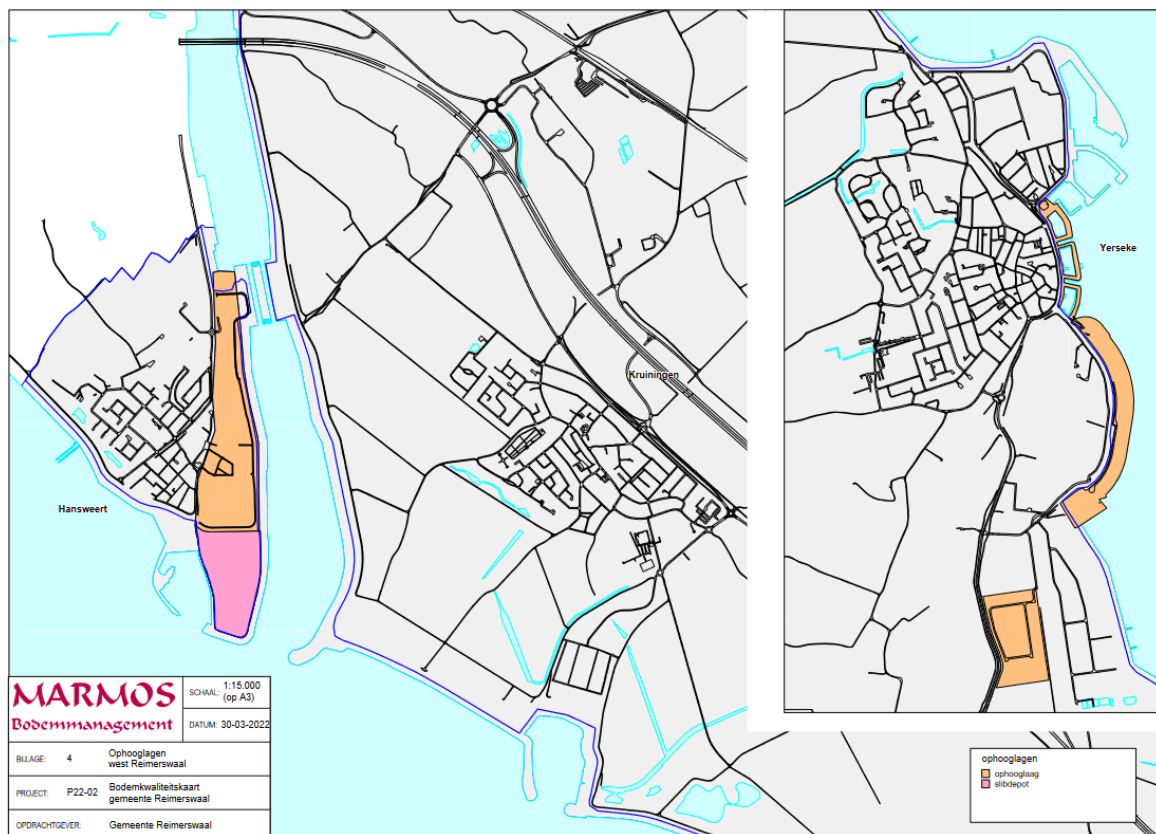 Yerseke
Kruiningen
Hansweert
MARMOS
Bodemmanagement
SCHAAL: 1:15.000
(op A3)
DATUM: 30-03-2022
BIJLAGE: 4 Ophooglagen
west Reimerswaal
PROJECT: P22-02 Bodemkwaliteitskaart
gemeente Reimerswaal
OPDRACHTGEVER: Gemeente Reimerswaal
ophooglagen
ophooglaag
slibdepot